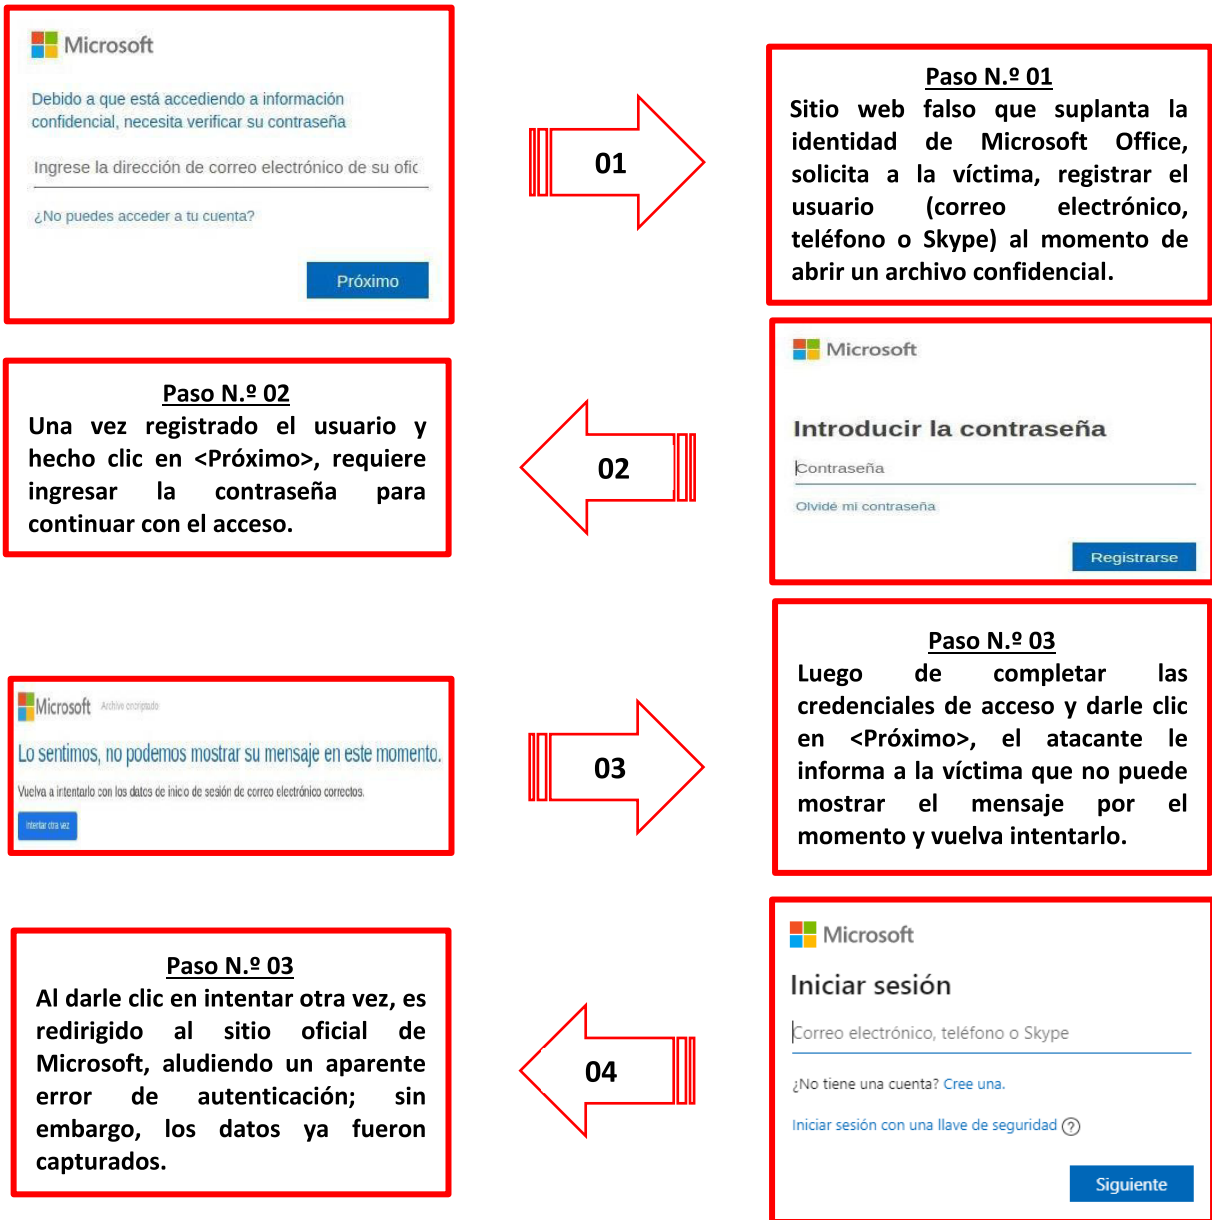 Microsoft
Debido a que está accediendo a información
confidencial, necesita verificar su contraseña
Ingrese la dirección de correo electrónico de su ofic
¿No puedes acceder a tu cuenta?
Próximo
01
Paso N.º 01
Sitio web falso que suplanta la
identidad de Microsoft Office,
solicita a la víctima, registrar el
usuario (correo electrónico,
teléfono o Skype) al momento de
abrir un archivo confidencial.
Paso N.º 02
Una vez registrado el usuario y
hecho clic en <Próximo>, requiere
ingresar la contraseña para
continuar con el acceso.
02
Microsoft
Introducir la contraseña
Contraseña
Olvidé mi contraseña
Registrarse
Microsoft Archivo encriptado
Lo sentimos, no podemos mostrar su mensaje en este momento.
Vuelva a intentarlo con los datos de inicio de sesión de correo electrónico correctos.
Intentar otra vez
03
Paso N.º 03
Luego de completar las
credenciales de acceso y darle clic
en <Próximo>, el atacante le
informa a la víctima que no puede
mostrar el mensaje por el
momento y vuelva intentarlo.
Paso N.º 03
Al darle clic en intentar otra vez, es
redirigido al sitio oficial de
Microsoft, aludiendo un aparente
error de autenticación; sin
embargo, los datos ya fueron
capturados.
04
Microsoft
Iniciar sesión
Correo electrónico, teléfono o Skype
¿No tiene una cuenta? Cree una.
Iniciar sesión con una llave de seguridad ?
Siguiente